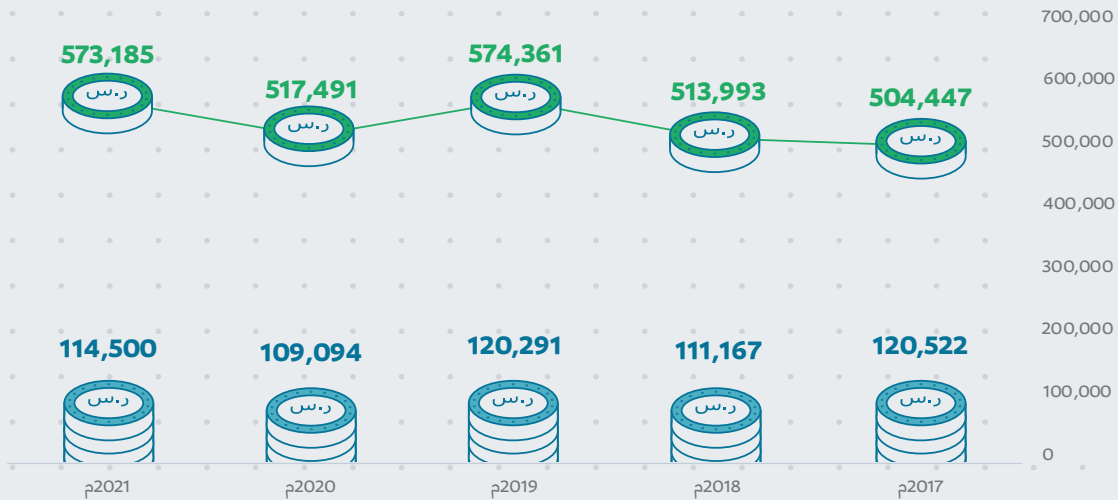 700,000
600,000
500,000
400,000
300,000
200,000
100,000
0
504,447
513,993
574,361
517,491
573,185
ر.س
ر.س
ر.س
ر.س
ر.س
120,522
111,167
120,291
109,094
114,500
ر.س
ر.س
ر.س
ر.س
ر.س
2017م
2018م
2019م
2020م
2021م